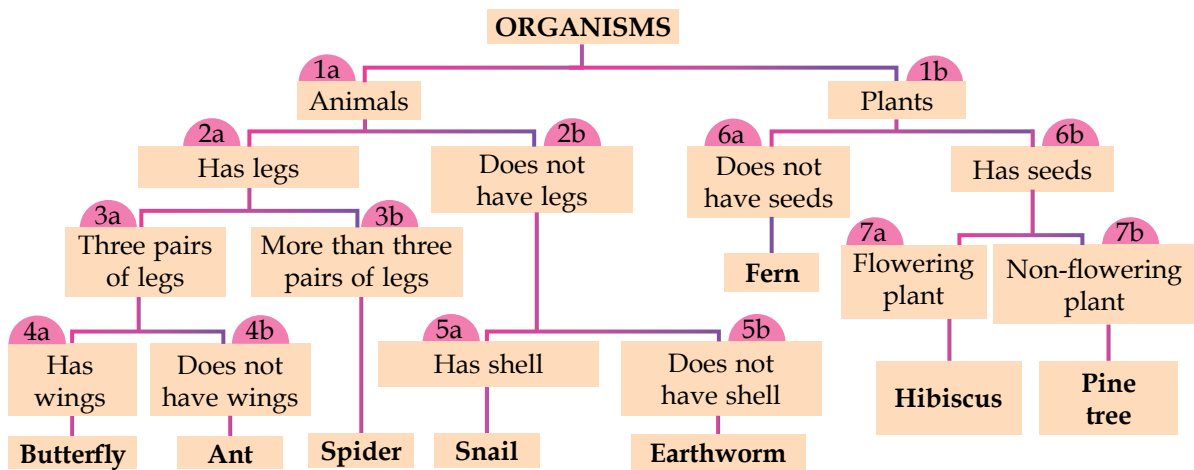 ORGANISMS
1a
1b
Animals
Plants
2a
2b
6a
6b
Has legs
Does not
have legs
Does not
have seeds
Has seeds
3a
3b
Three pairs
of legs
More than three
pairs of legs
Fern
7a
7b
Flowering
plant
Non-flowering
plant
4a
4b
5a
5b
Has
wings
Does not
have wings
Has shell
Does not
have shell
Hibiscus
Pine
tree
Butterfly
Ant
Spider
Snail
Earthworm